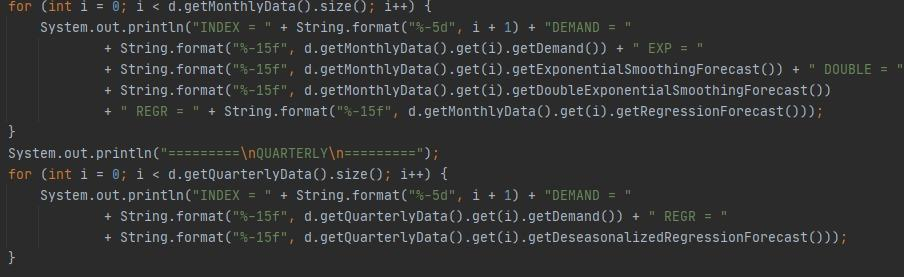 for (int i = 0; i < d.getMonthlyData().size(); i++) {
    System.out.println("INDEX = " + String.format("%-5d", i + 1) + "DEMAND = "
            + String.format("%-15f", d.getMonthlyData().get(i).getDemand()) + " EXP = "
            + String.format("%-15f", d.getMonthlyData().get(i).getExponentialSmoothingForecast()) + " DOUBLE = "
            + String.format("%-15f", d.getMonthlyData().get(i).getDoubleExponentialSmoothingForecast())
            + " REGR = " + String.format("%-15f", d.getMonthlyData().get(i).getRegressionForecast()));
}
System.out.println("=========\nQUARTERLY\n=========");
for (int i = 0; i < d.getQuarterlyData().size(); i++) {
    System.out.println("INDEX = " + String.format("%-5d", i + 1) + "DEMAND = "
            + String.format("%-15f", d.getQuarterlyData().get(i).getDemand()) + " REGR = "
            + String.format("%-15f", d.getQuarterlyData().get(i).getDeseasonalizedRegressionForecast()));
}